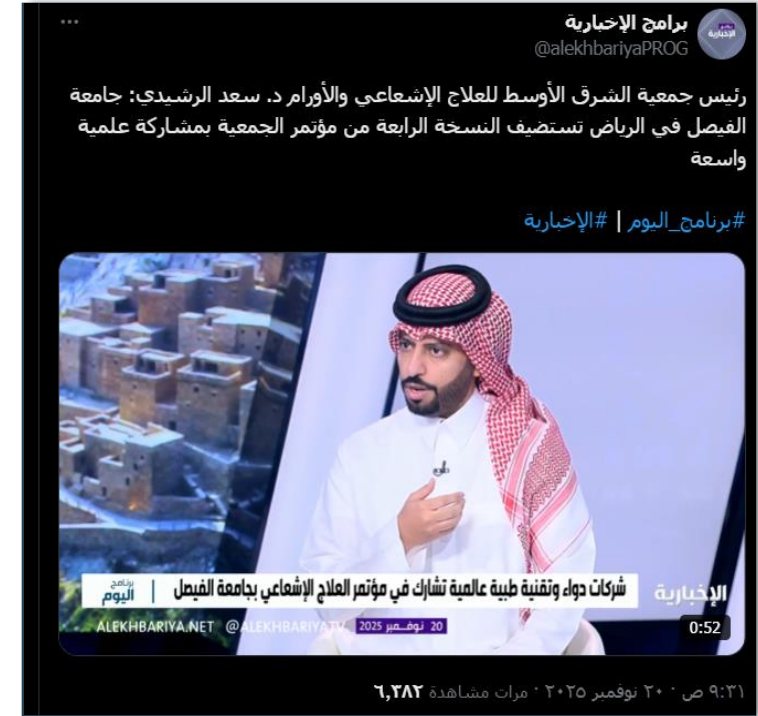 برامج الإخبارية
@alekhbariyaPROG
رئيس جمعية الشرق الأوسط للعلاج الإشعاعي والأورام د. سعد الرشيدي: جامعة
الفيصل في الرياض تستضيف النسخة الرابعة من مؤتمر الجمعية بمشاركة علمية
واسعة
#برنامج_اليوم | #الإخبارية
الإخبارية
شركات دواء وتقنية طبية عالمية تشارك في مؤتمر العلاج الإشعاعي بجامعة الفيصل | برنامج اليوم
ALEKHBARIYA.NET @ALEKHBARIYATV 20 نوفمبر 2025
0:52
٩:٣١ ص · ٢٠ نوفمبر ٢٠٢٥ · مرات مشاهدة ٦,٣٨٢